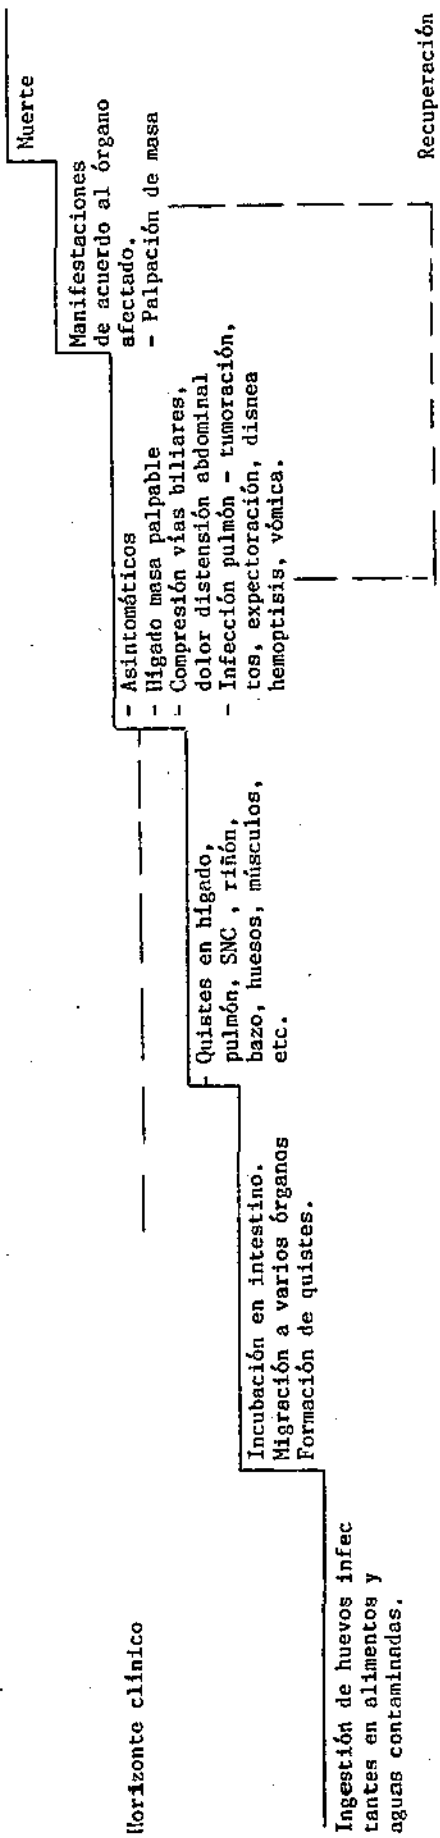 Horizonte clínico
Ingestión de huevos infec
tantes en alimentos y
aguas contaminadas.
Incubación en intestino.
Migración a varios órganos
Formación de quistes.
- Quistes en hígado,
pulmón, SNC , riñón,
bazo, huesos, músculos,
etc.
- Asintomáticos
- Hígado masa palpable
- Compresión vías biliares,
dolor distensión abdominal
- Infección pulmón - tumoración,
tos, expectoración, disnea
hemoptisis, vómica.
Manifestaciones
de acuerdo al órgano
afectado.
- Palpación de masa
Muerte
Recuperación